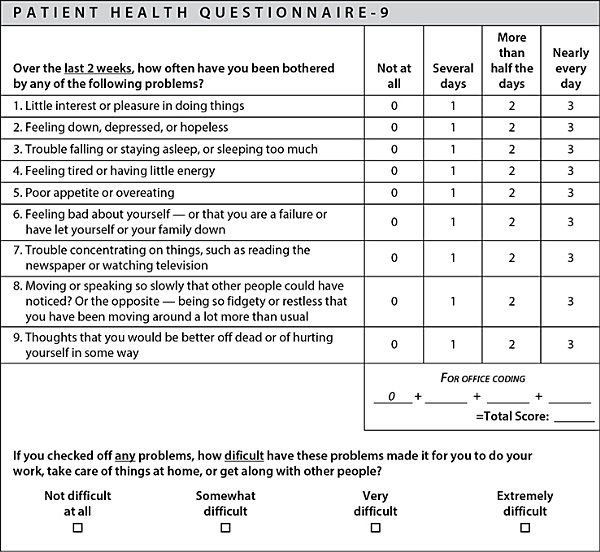 PATIENT HEALTH QUESTIONNAIRE-9
Over the last 2 weeks, how often have you been bothered
by any of the following problems?
Not at
all
Several
days
More
than
half the
days
Nearly
every
day
1. Little interest or pleasure in doing things 0 1 2 3
2. Feeling down, depressed, or hopeless 0 1 2 3
3. Trouble falling or staying asleep, or sleeping too much 0 1 2 3
4. Feeling tired or having little energy 0 1 2 3
5. Poor appetite or overeating 0 1 2 3
6. Feeling bad about yourself — or that you are a failure or
have let yourself or your family down 0 1 2 3
7. Trouble concentrating on things, such as reading the
newspaper or watching television 0 1 2 3
8. Moving or speaking so slowly that other people could have
noticed? Or the opposite — being so fidgety or restless that
you have been moving around a lot more than usual 0 1 2 3
9. Thoughts that you would be better off dead or of hurting
yourself in some way 0 1 2 3
FOR OFFICE CODING
0 + ______ + ______ + ______
=Total Score: ______
If you checked off any problems, how dificult have these problems made it for you to do your
work, take care of things at home, or get along with other people?
Not difficult
at all
Somewhat
difficult
Very
difficult
Extremely
difficult